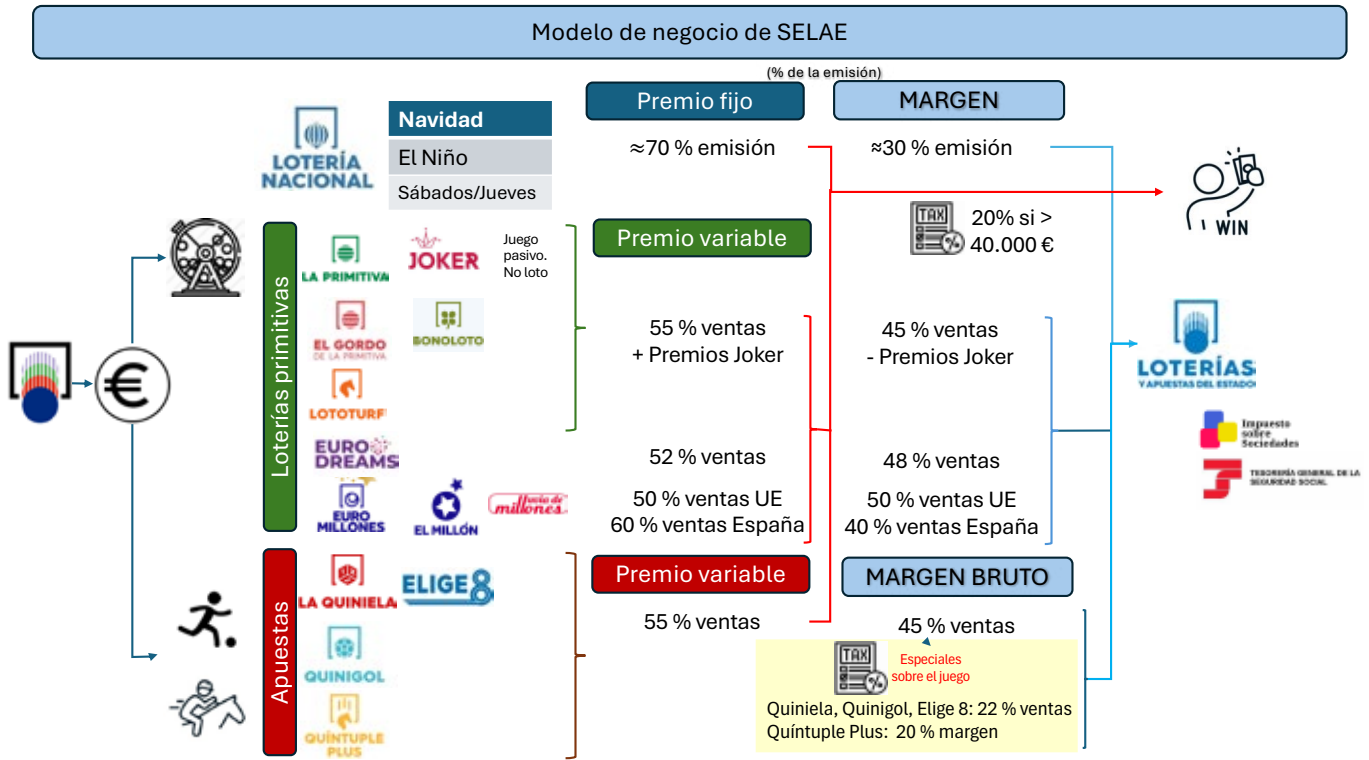 Modelo de negocio de SELAE
(% de la emisión)
Premio fijo
MARGEN
LOTERÍA
NACIONAL
Navidad
El Niño
Sábados/Jueves
≈70 % emisión
≈30 % emisión
WIN
TAX
%
20% si >
40.000 €
Loterías primitivas
LA PRIMITIVA
JOKER
Juego
pasivo.
No loto
Premio variable
EL GORDO
DE LA PRIMITIVA
BONOLOTO
55 % ventas
+ Premios Joker
45 % ventas
- Premios Joker
€
LOTERÍAS
Y APUESTAS DEL ESTADO
LOTOTURF
Impuesto
sobre
Sociedades
EURO
DREAMS
52 % ventas
48 % ventas
TESORERÍA GENERAL DE LA
SEGURIDAD SOCIAL
EURO
MILLONES
EL MILLÓN
millones
50 % ventas UE
60 % ventas España
50 % ventas UE
40 % ventas España
Apuestas
LA QUINIELA
ELIGE8
Premio variable
MARGEN BRUTO
55 % ventas
45 % ventas
QUINIGOL
TAX
%
Especiales
sobre el juego
QUÍNTUPLE
PLUS
Quiniela, Quinigol, Elige 8: 22 % ventas
Quíntuple Plus: 20 % margen